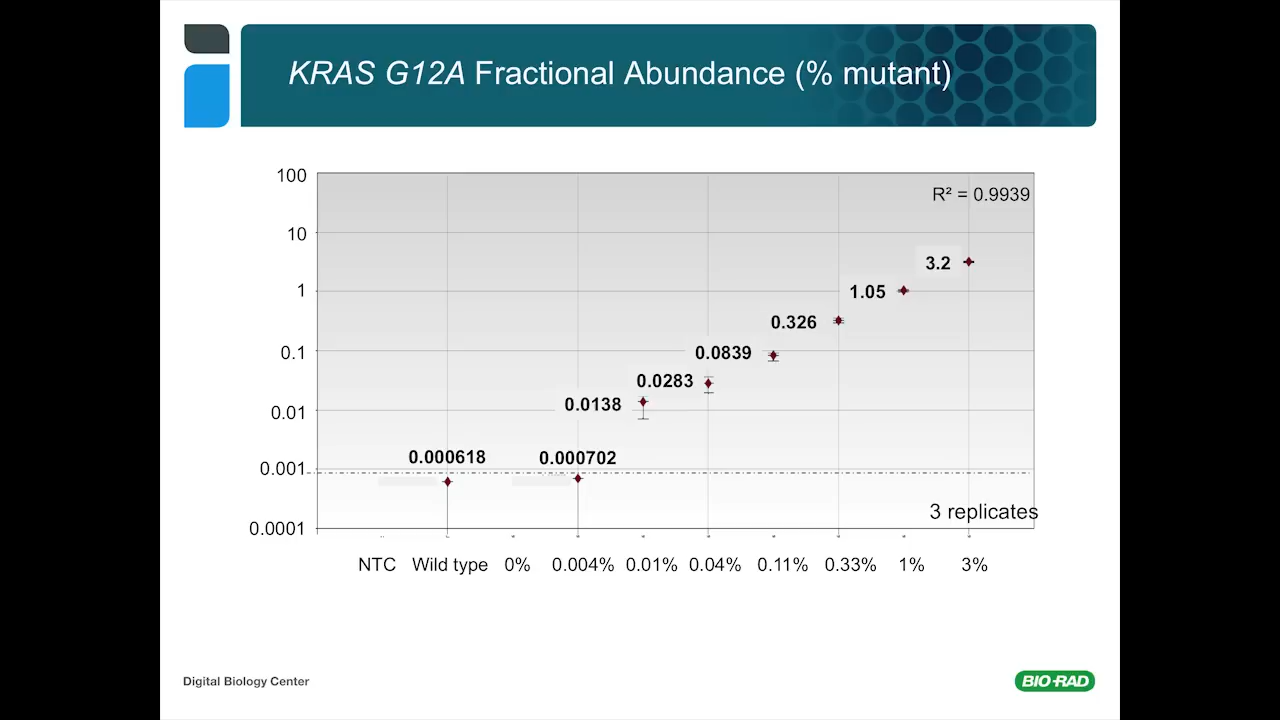 KRAS G12A Fractional Abundance (% mutant)
100
R² = 0.9939
10
3.2
1
1.05
0.326
0.1
0.0839
0.0283
0.01
0.0138
0.000618
0.000702
0.001
3 replicates
0.0001
NTC Wild type 0% 0.004% 0.01% 0.04% 0.11% 0.33% 1% 3%
Digital Biology Center
BIO-RAD